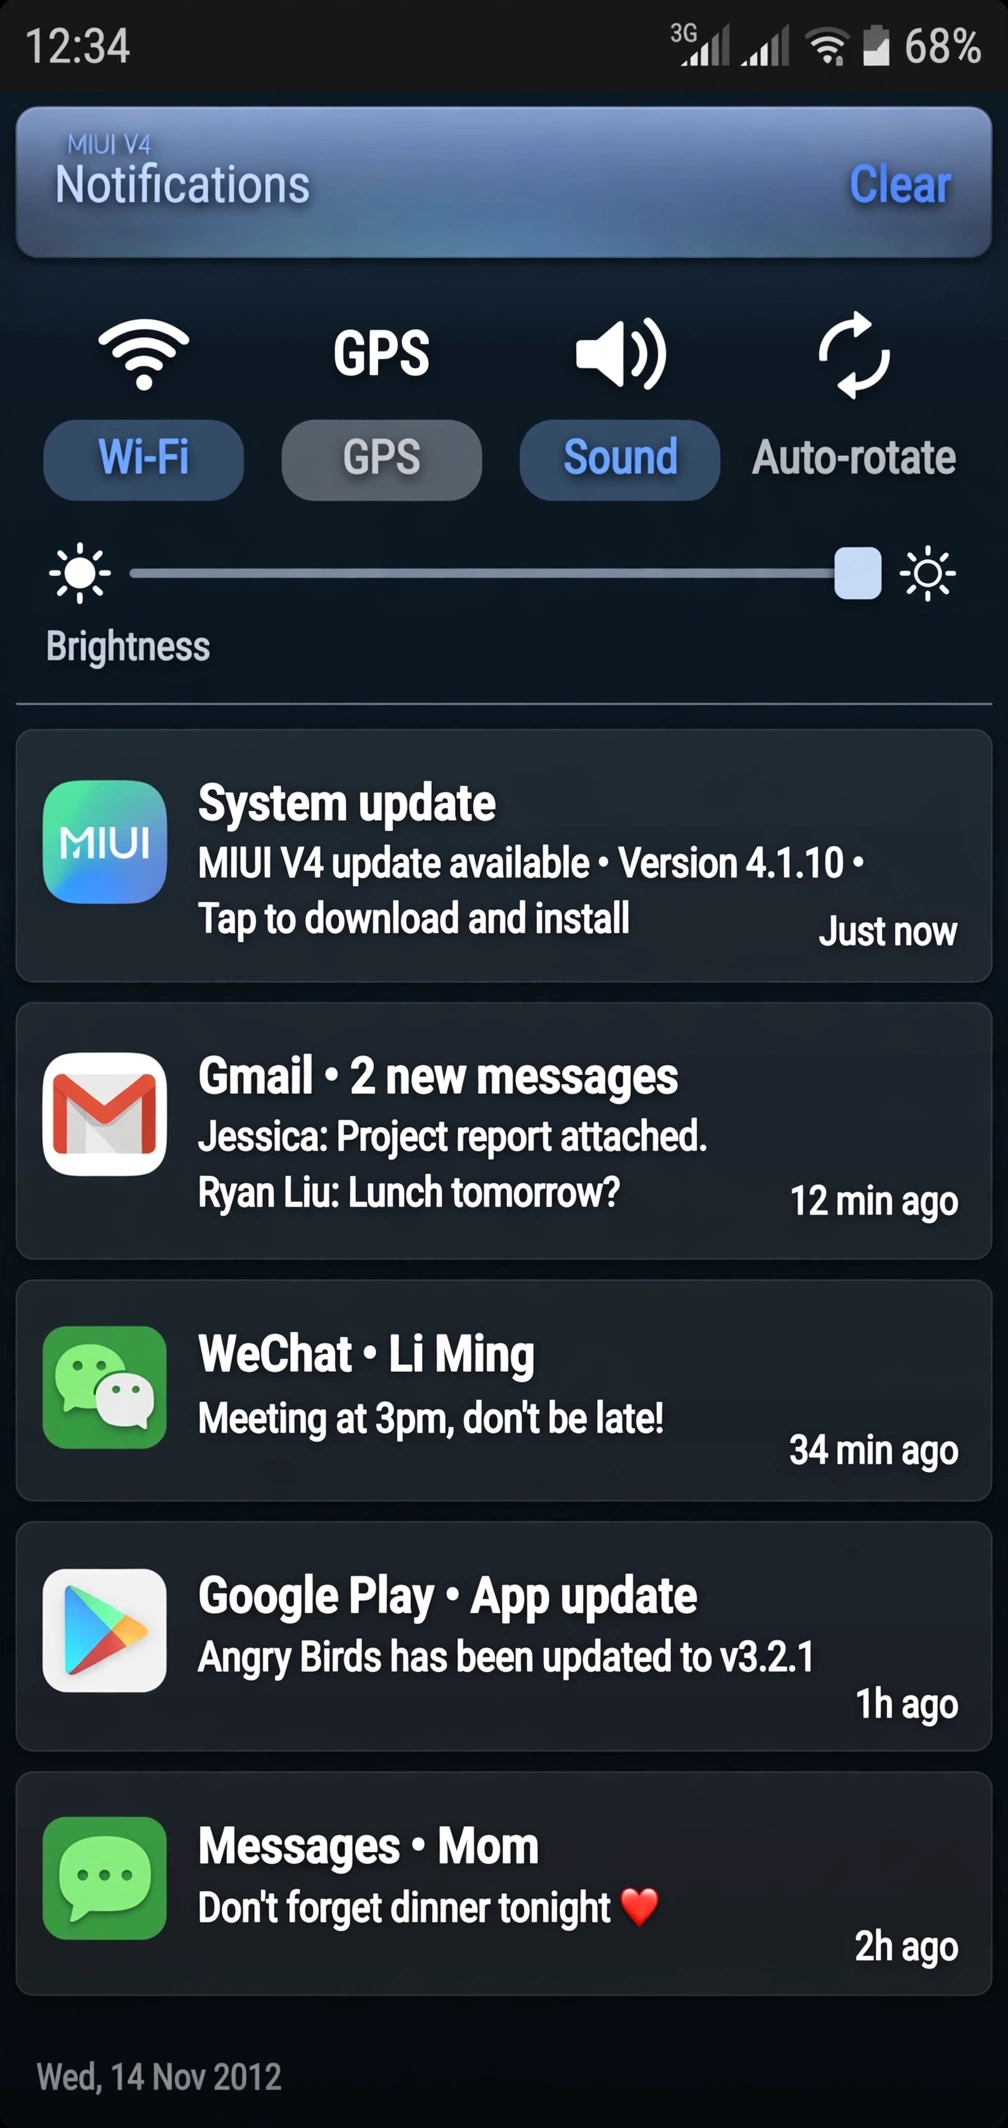 12:34
3G
68%
MIUI V4
Notifications
Clear
GPS
Wi-Fi
GPS
Sound
Auto-rotate
Brightness
MIUI
System update
MIUI V4 update available • Version 4.1.10 •
Tap to download and install
Just now
Gmail • 2 new messages
Jessica: Project report attached.
Ryan Liu: Lunch tomorrow?
12 min ago
WeChat • Li Ming
Meeting at 3pm, don't be late!
34 min ago
Google Play • App update
Angry Birds has been updated to v3.2.1
1h ago
Messages • Mom
Don't forget dinner tonight ❤️
2h ago
Wed, 14 Nov 2012